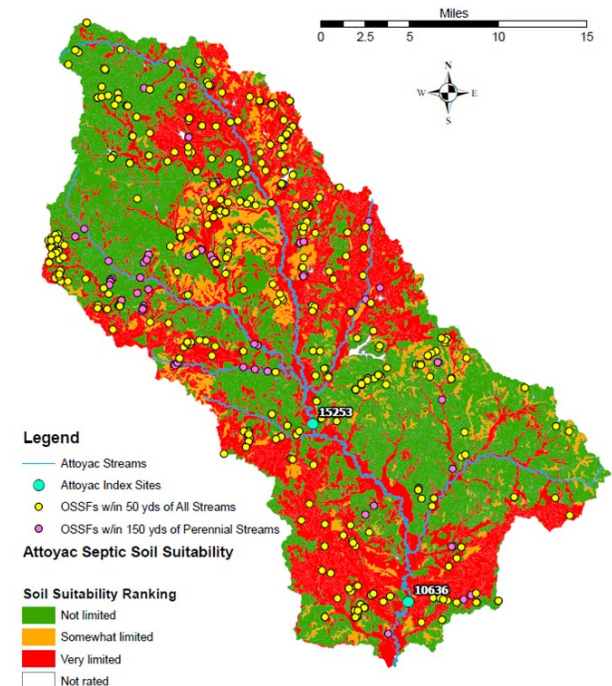 Miles
0 2.5 5 10 15
N
W E
S
15253
Legend
Attoyac Streams
Attoyac Index Sites
OSSFs w/in 50 yds of All Streams
OSSFs w/in 150 yds of Perennial Streams
Attoyac Septic Soil Suitability
10636
Soil Suitability Ranking
Not limited
Somewhat limited
Very limited
Not rated